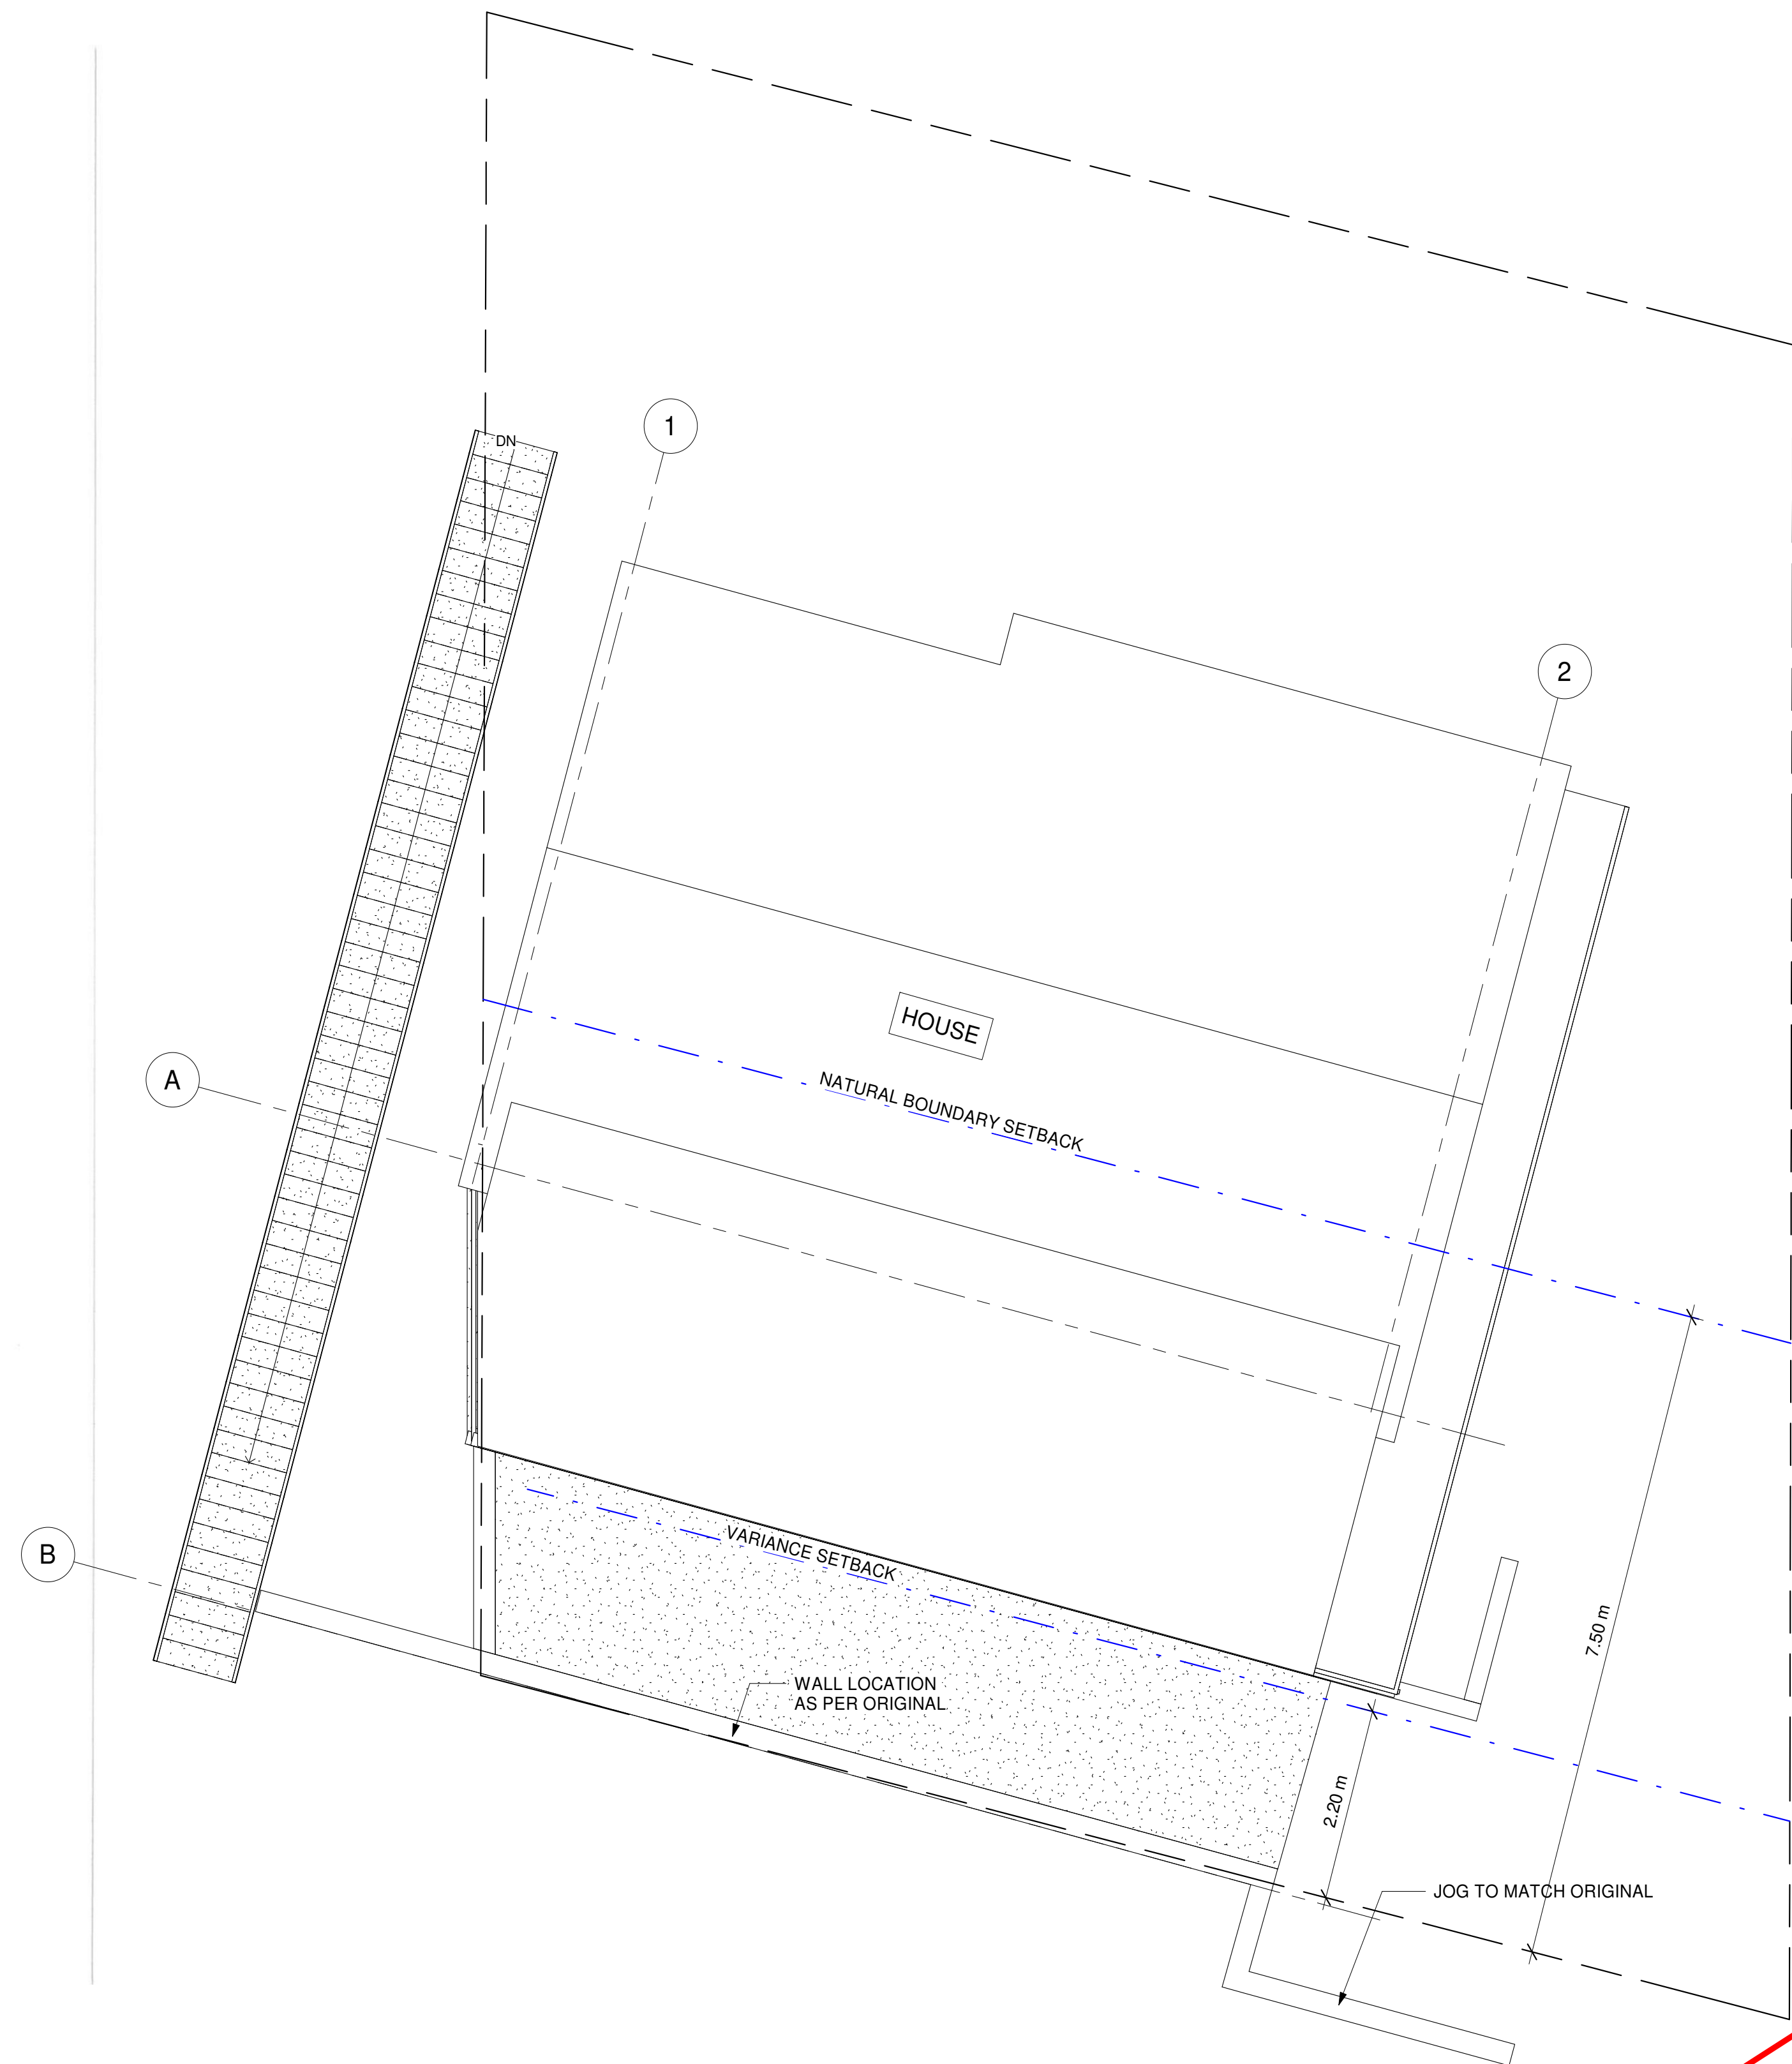 1
DN
2
HOUSE
A
NATURAL BOUNDARY SETBACK
B
VARIANCE SETBACK
7.50 m
WALL LOCATION
AS PER ORIGINAL
2.20 m
JOG TO MATCH ORIGINAL